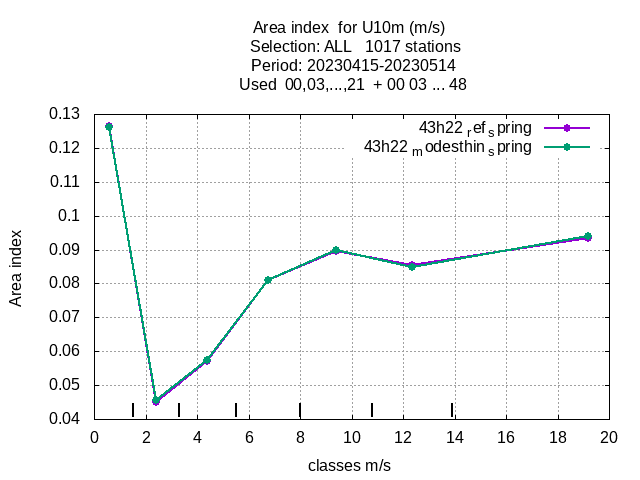 Area index  for U10m (m/s)
Selection: ALL   1017 stations
Period: 20230415-20230514
Used  00,03,...,21  + 00 03 ... 48
0.13
43h22 ref spring
0.12
43h22 modesthin spring
0.11
0.1
0.09
0.08
0.07
0.06
0.05
0.04
Area index
0 2 4 6 8 10 12 14 16 18 20
classes m/s